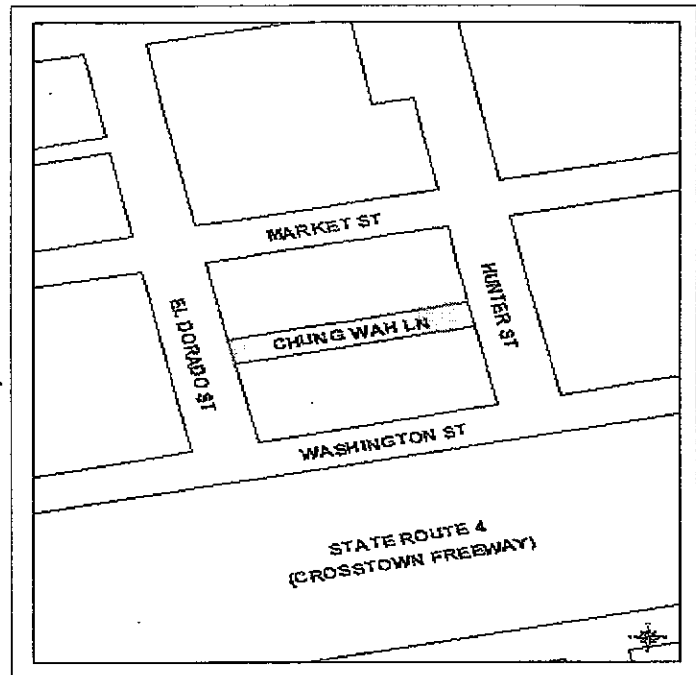 MARKET ST
HUNTER ST
CHUNG WAH LN
EL DORADO ST
WASHINGTON ST
STATE ROUTE 4
(CROSSTOWN FREEWAY)